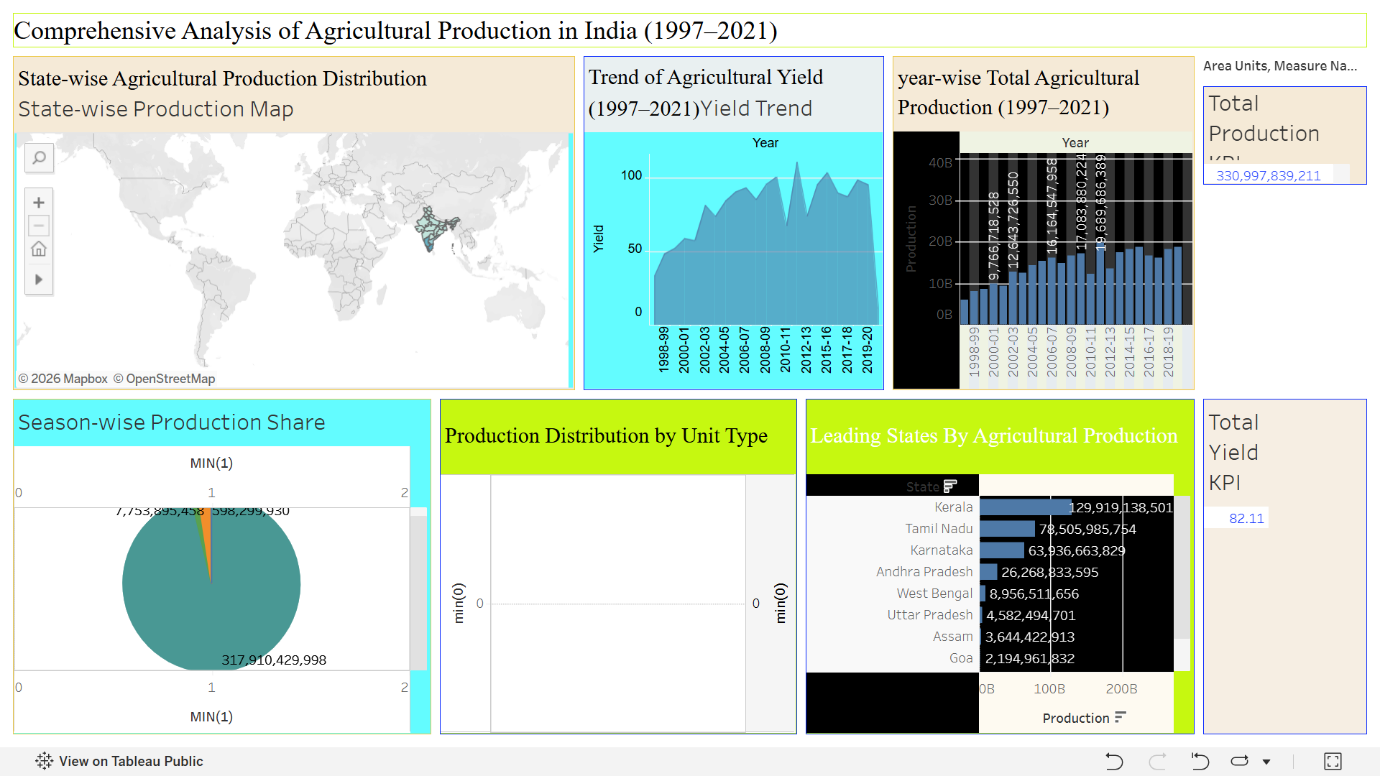 Comprehensive Analysis of Agricultural Production in India (1997–2021)
State-wise Agricultural Production Distribution
State-wise Production Map
© 2026 Mapbox © OpenStreetMap
Trend of Agricultural Yield
(1997–2021)Yield Trend
Year
Yield
100
50
0
1998-99
2000-01
2002-03
2004-05
2006-07
2008-09
2010-11
2012-13
2015-16
2017-18
2019-20
year-wise Total Agricultural
Production (1997–2021)
Year
Production
40B
30B
20B
10B
0B
9,766,718,528
12,643,726,550
16,164,547,958
17,083,880,224
19,689,686,389
1998-99
2000-01
2002-03
2004-05
2006-07
2008-09
2010-11
2012-13
2014-15
2016-17
2018-19
Area Units, Measure Na...
Total
Production
KPI
330,997,839,211
Season-wise Production Share
MIN(1)
0 1 2
7,753,895,458 598,299,930
317,910,429,998
0 1 2
MIN(1)
Production Distribution by Unit Type
min(0)
0
0
min(0)
Leading States By Agricultural Production
State
Kerala 129,919,138,501
Tamil Nadu 78,505,985,754
Karnataka 63,936,663,829
Andhra Pradesh 26,268,833,595
West Bengal 8,956,511,656
Uttar Pradesh 4,582,494,701
Assam 3,644,422,913
Goa 2,194,961,832
0B 100B 200B
Production
Total
Yield
KPI
82.11
View on Tableau Public